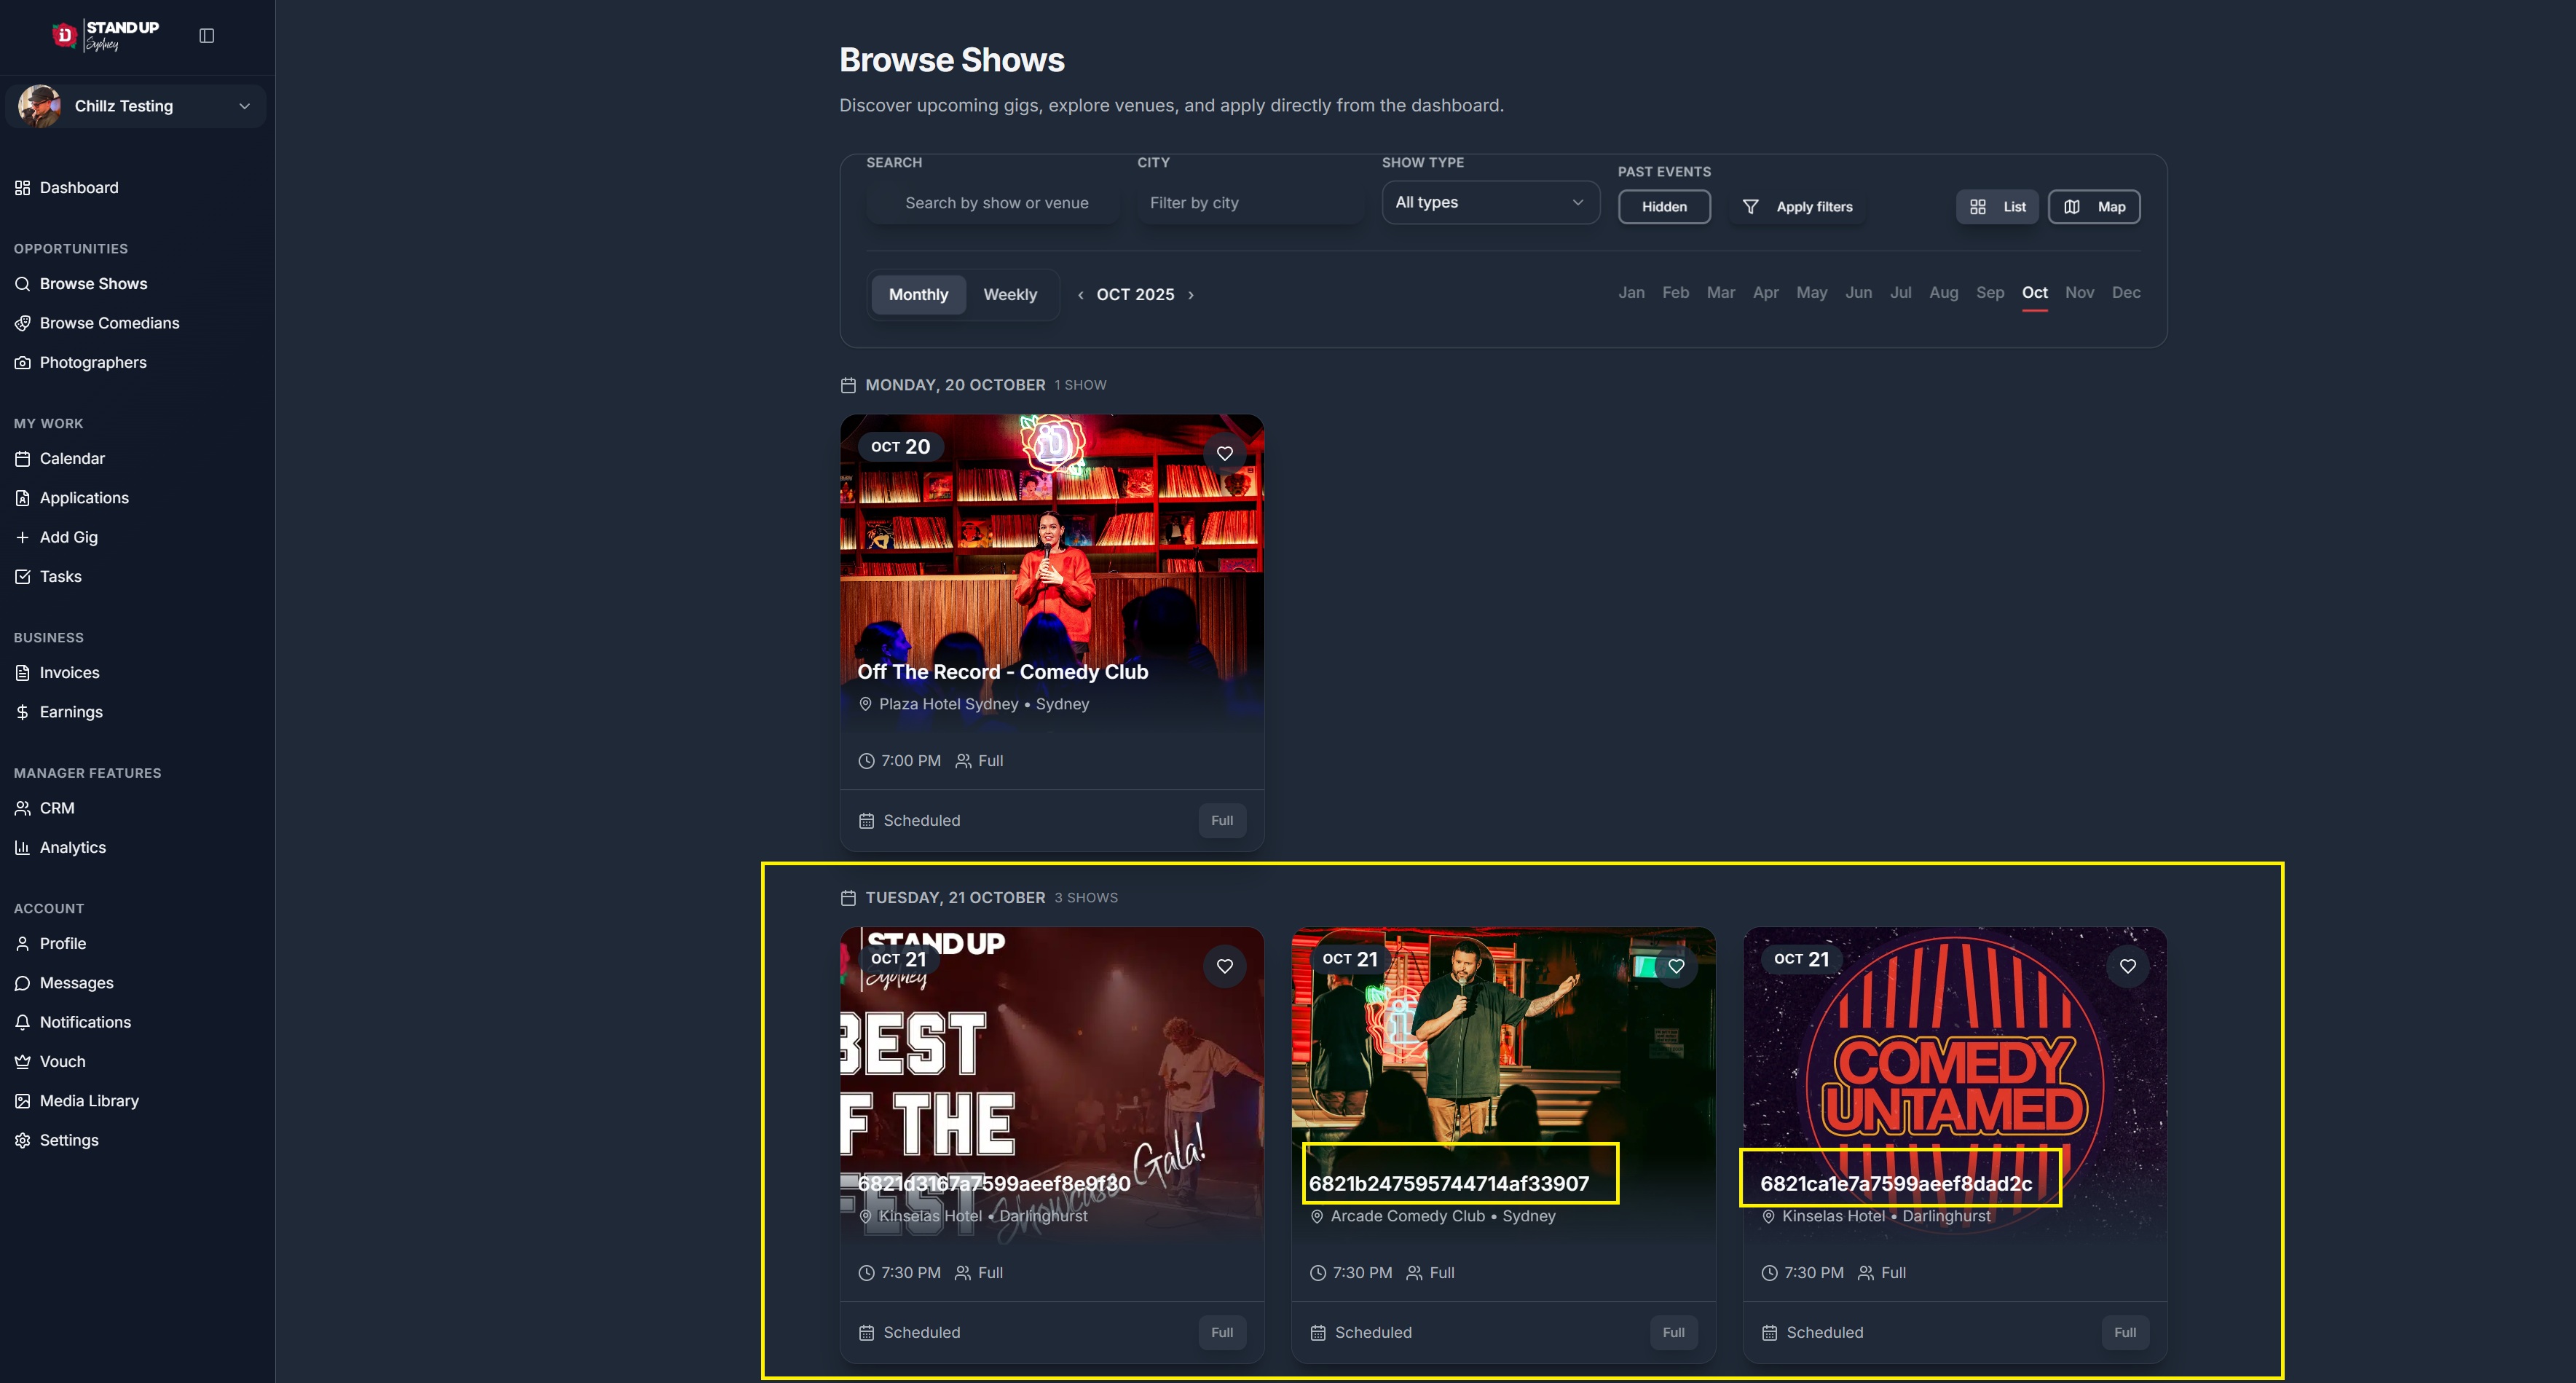 iD STAND UP
Sydney
Chillz Testing
Dashboard
OPPORTUNITIES
Browse Shows
Browse Comedians
Photographers
MY WORK
Calendar
Applications
Add Gig
Tasks
BUSINESS
Invoices
Earnings
MANAGER FEATURES
CRM
Analytics
ACCOUNT
Profile
Messages
Notifications
Vouch
Media Library
Settings
Browse Shows
Discover upcoming gigs, explore venues, and apply directly from the dashboard.
SEARCH CITY SHOW TYPE PAST EVENTS
Search by show or venue Filter by city All types Hidden Apply filters List Map
Monthly Weekly ‹ OCT 2025 › Jan Feb Mar Apr May Jun Jul Aug Sep Oct Nov Dec
MONDAY, 20 OCTOBER 1 SHOW
OCT 20
iD
Off The Record - Comedy Club
Plaza Hotel Sydney • Sydney
7:00 PM Full
Scheduled Full
TUESDAY, 21 OCTOBER 3 SHOWS
STAND UP
OCT 21
Sydney
BEST
F THE
FEST
Showcase Gala!
6821d3167a7599aeef8e9f30
Kinselas Hotel • Darlinghurst
7:30 PM Full
Scheduled Full
OCT 21
6821b247595744714af33907
Arcade Comedy Club • Sydney
7:30 PM Full
Scheduled Full
OCT 21
COMEDY
UNTAMED
6821ca1e7a7599aeef8dad2c
Kinselas Hotel • Darlinghurst
7:30 PM Full
Scheduled Full